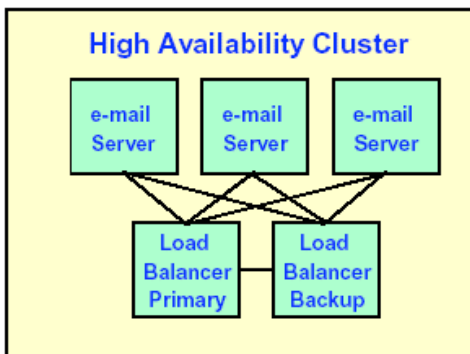 High Availability Cluster
e-mail
Server
e-mail
Server
e-mail
Server
Load
Balancer
Primary
Load
Balancer
Backup